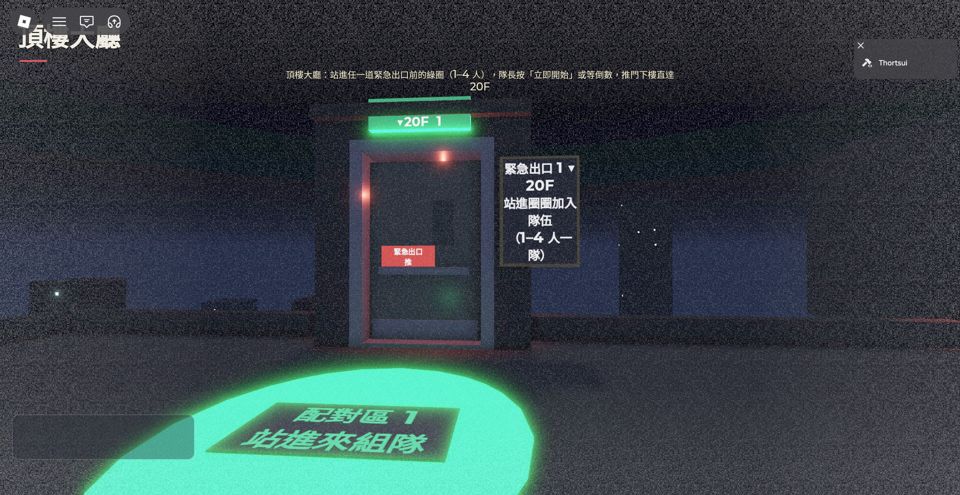 頂樓大廳
Thortsui
頂樓大廳：站進任一道緊急出口前的綠圈（1–4 人），隊長按「立即開始」或等倒數，推門下樓直達
20F
▼20F 1
緊急出口 1 ▼
20F
站進圈圈加入
隊伍
（1–4 人一
隊）
緊急出口
推
配對區 1
站進來組隊